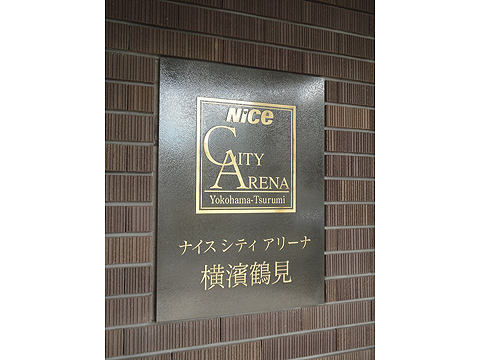 NiCe
CITY
ARENA
Yokohama-Tsurumi
ナイス シティ アリーナ
横濱鶴見